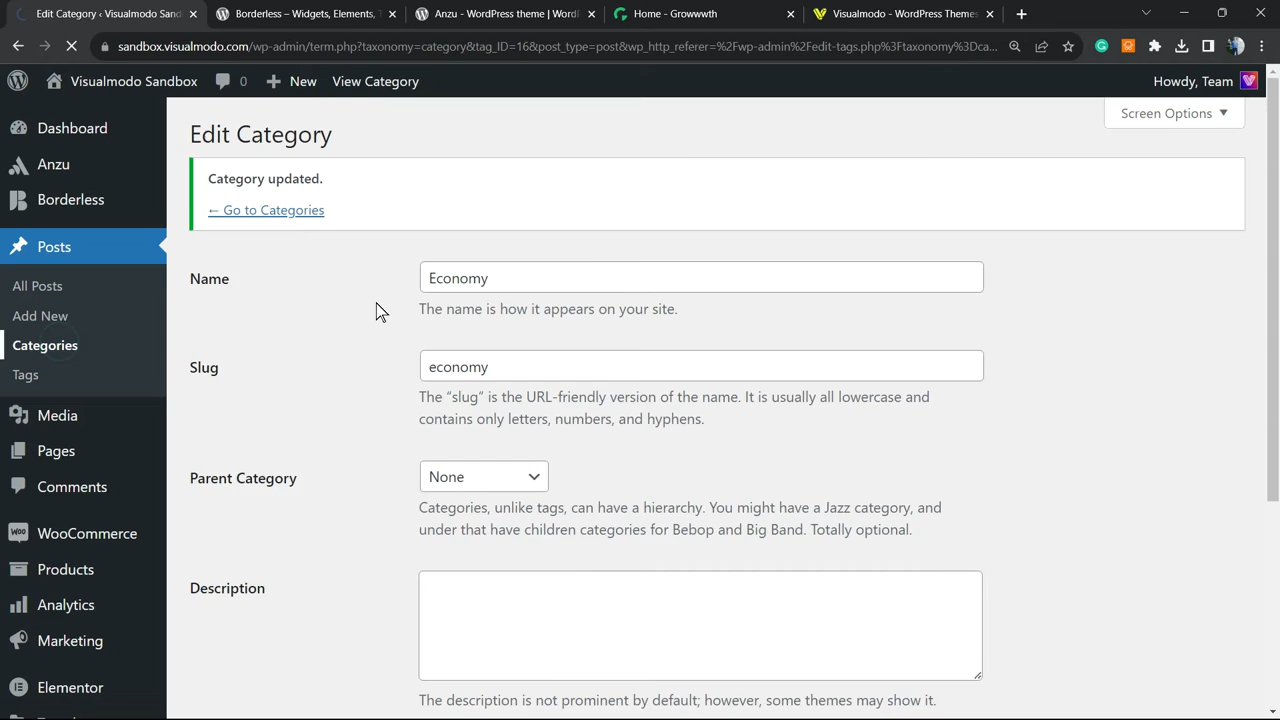 Edit Category ‹ Visualmodo Sand
Borderless – Widgets, Elements, T
Anzu - WordPress theme | WordP
Home - Growwwth
Visualmodo - WordPress Themes
sandbox.visualmodo.com/wp-admin/term.php?taxonomy=category&tag_ID=168&post_type=post&wp_http_referer=%2Fwp-admin%2Fedit-tags.php%3Ftaxonomy%3Dca...
Visualmodo Sandbox
0
New
View Category
Howdy, Team
Screen Options
Dashboard
Anzu
Borderless
Posts
All Posts
Add New
Categories
Tags
Media
Pages
Comments
WooCommerce
Products
Analytics
Marketing
Elementor
Edit Category
Category updated.
← Go to Categories
Name
Economy
The name is how it appears on your site.
Slug
economy
The “slug” is the URL-friendly version of the name. It is usually all lowercase and
contains only letters, numbers, and hyphens.
Parent Category
None
Categories, unlike tags, can have a hierarchy. You might have a Jazz category, and
under that have children categories for Bebop and Big Band. Totally optional.
Description
The description is not prominent by default; however, some themes may show it.